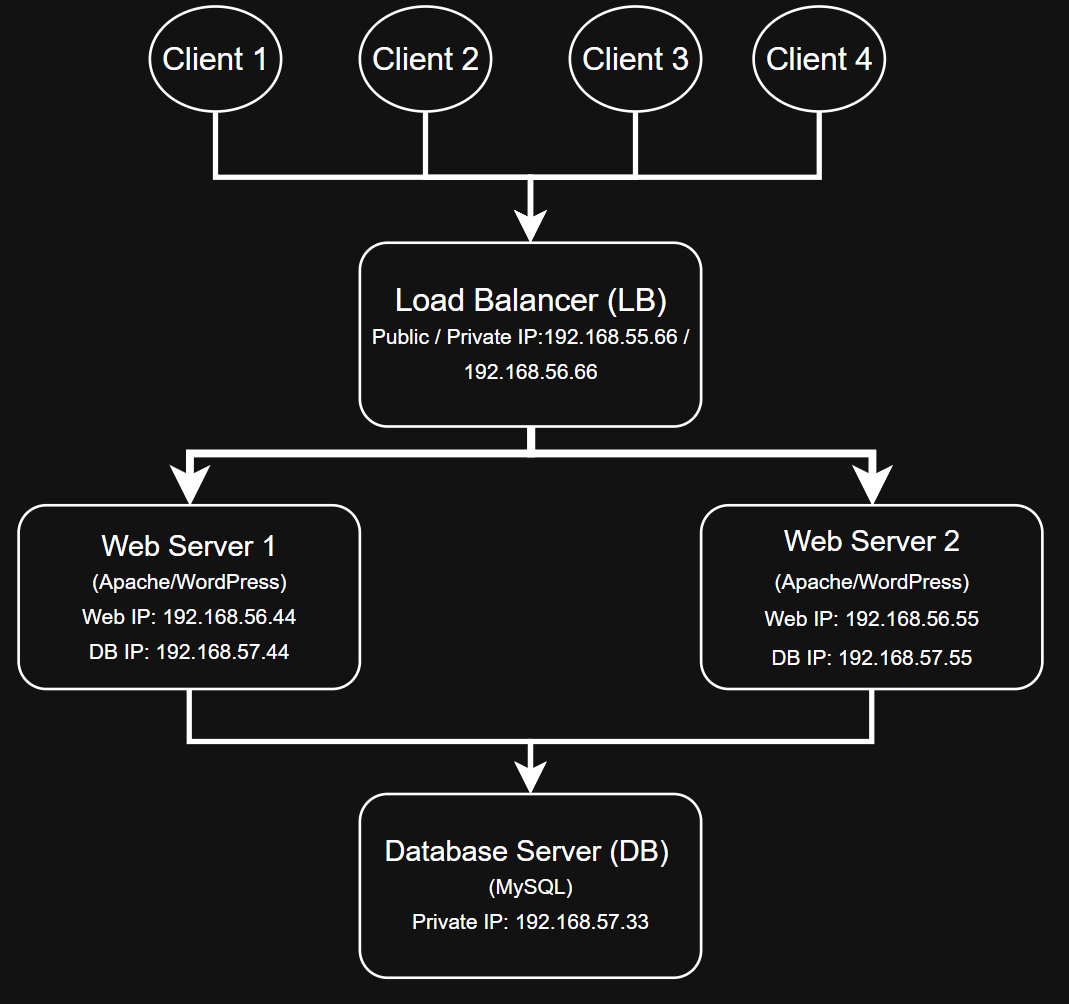 Client 1
Client 2
Client 3
Client 4
Load Balancer (LB)
Public / Private IP:192.168.55.66 /
192.168.56.66
Web Server 1
(Apache/WordPress)
Web IP: 192.168.56.44
DB IP: 192.168.57.44
Web Server 2
(Apache/WordPress)
Web IP: 192.168.56.55
DB IP: 192.168.57.55
Database Server (DB)
(MySQL)
Private IP: 192.168.57.33